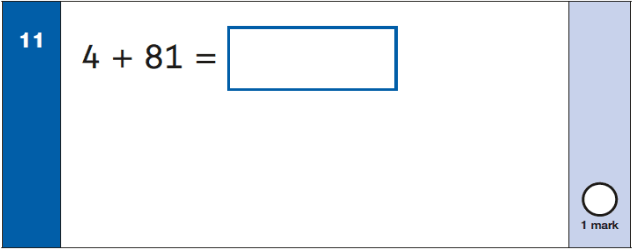 11
4 + 81 =
1 mark